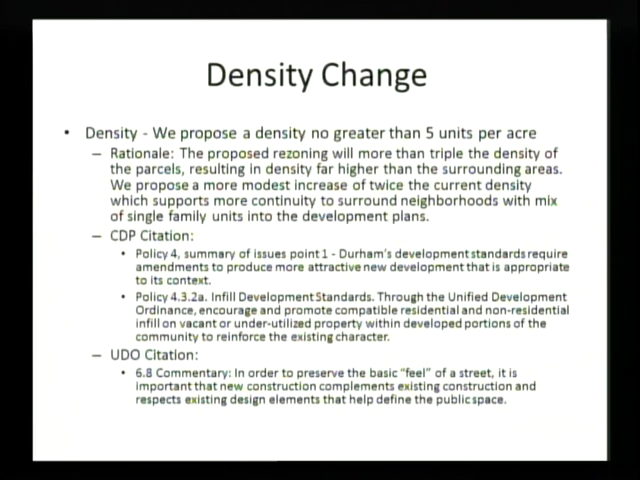 Density Change
• Density - We propose a density no greater than 5 units per acre
– Rationale: The proposed rezoning will more than triple the density of
the parcels, resulting in density far higher than the surrounding areas.
We propose a more modest increase of twice the current density
which supports more continuity to surround neighborhoods with mix
of single family units into the development plans.
– CDP Citation:
• Policy 4, summary of issues point 1 - Durham's development standards require
amendments to produce more attractive new development that is appropriate
to its context.
• Policy 4.3.2a. Infill Development Standards. Through the Unified Development
Ordinance, encourage and promote compatible residential and non-residential
infill on vacant or under-utilized property within developed portions of the
community to reinforce the existing character.
– UDO Citation:
• 6.8 Commentary: In order to preserve the basic "feel" of a street, it is
important that new construction complements existing construction and
respects existing design elements that help define the public space.